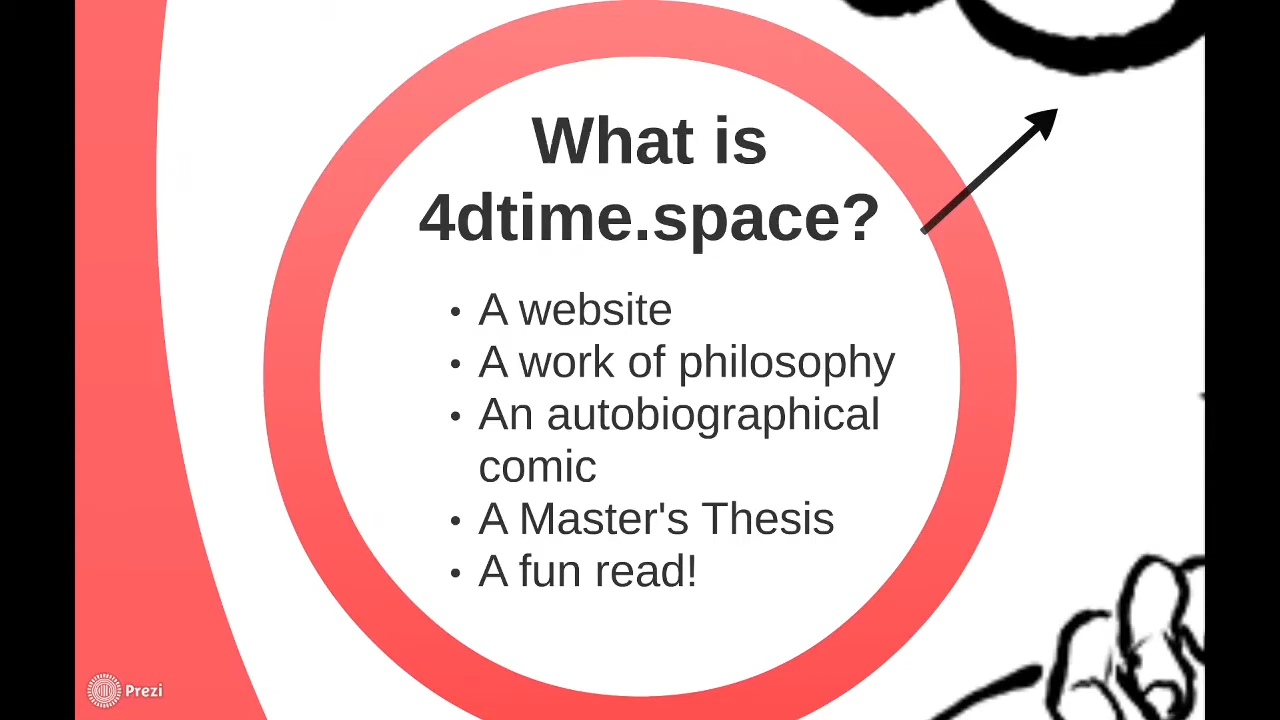 What is
4dtime.space?
• A website
• A work of philosophy
• An autobiographical
comic
• A Master's Thesis
• A fun read!
Prezi